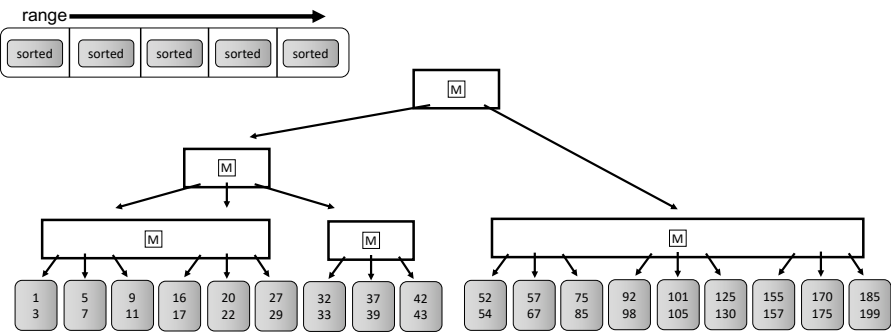 range
sorted sorted sorted sorted sorted
M
M
M M M
1 5 9 16 20 27 32 37 42 52 57 75 92 101 125 155 170 185
3 7 11 17 22 29 33 39 43 54 67 85 98 105 130 157 175 199